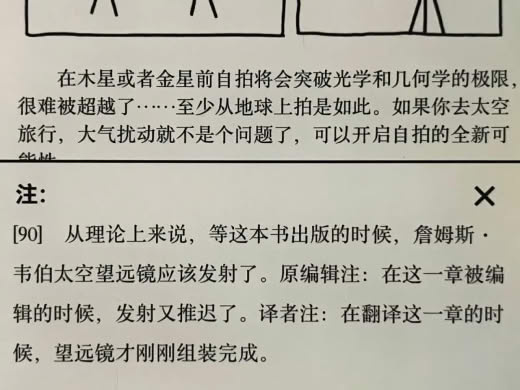 在木星或者金星前自拍将会突破光学和几何学的极限,
很难被超越了……至少从地球上拍是如此。如果你去太空
旅行，大气扰动就不是个问题了，可以开启自拍的全新可
能性
注：
[90] 从理论上来说，等这本书出版的时候，詹姆斯·
韦伯太空望远镜应该发射了。原编辑注：在这一章被编
辑的时候，发射又推迟了。译者注：在翻译这一章的时
候，望远镜才刚刚组装完成。